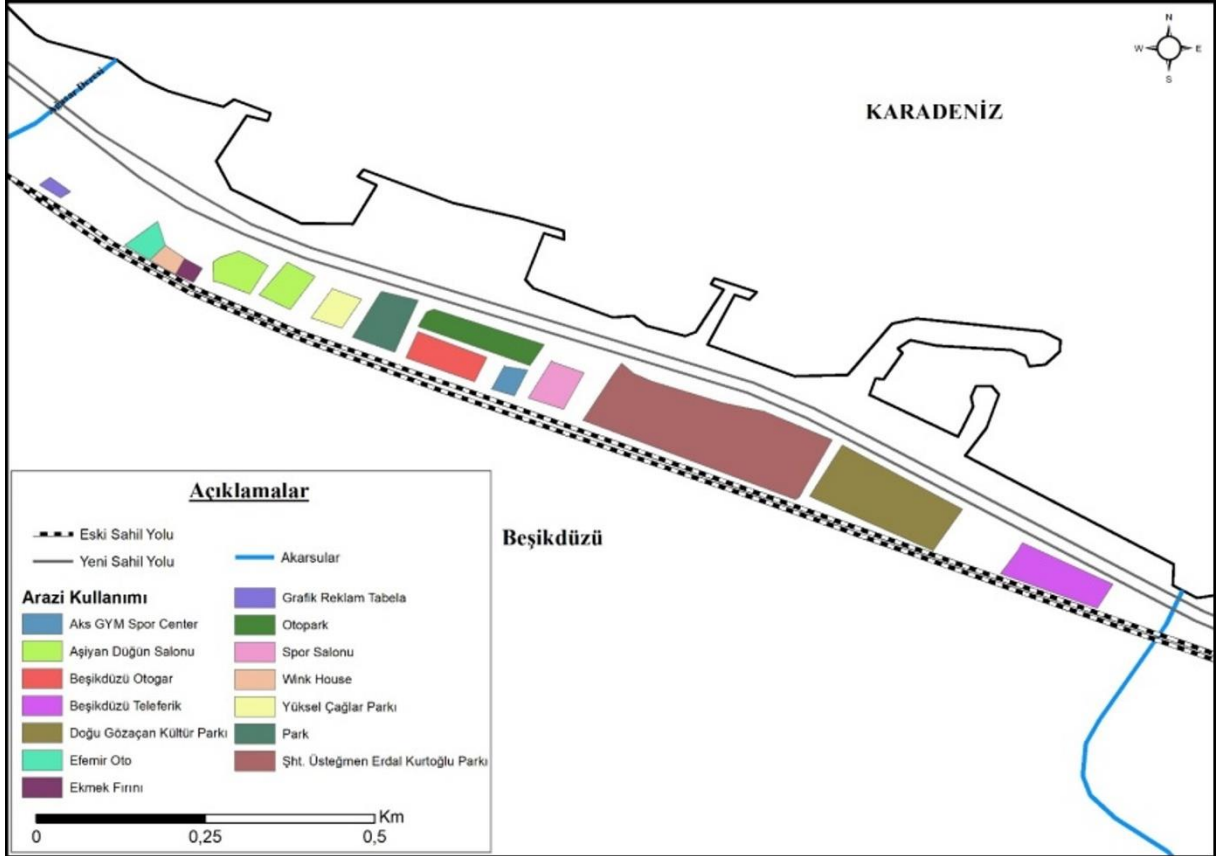 N
W E
S
KARADENİZ
Deresi
Beşikdüzü
Açıklamalar
Eski Sahil Yolu
Yeni Sahil Yolu
Akarsular
Arazi Kullanımı
Aks GYM Spor Center
Aşiyan Düğün Salonu
Beşikdüzü Otogar
Beşikdüzü Teleferik
Doğu Gözaçan Kültür Parkı
Efemir Oto
Ekmek Fırını
Grafik Reklam Tabela
Otopark
Spor Salonu
Wink House
Yüksel Çağlar Parkı
Park
Şht. Üsteğmen Erdal Kurtoğlu Parkı
Km
0 0,25 0,5